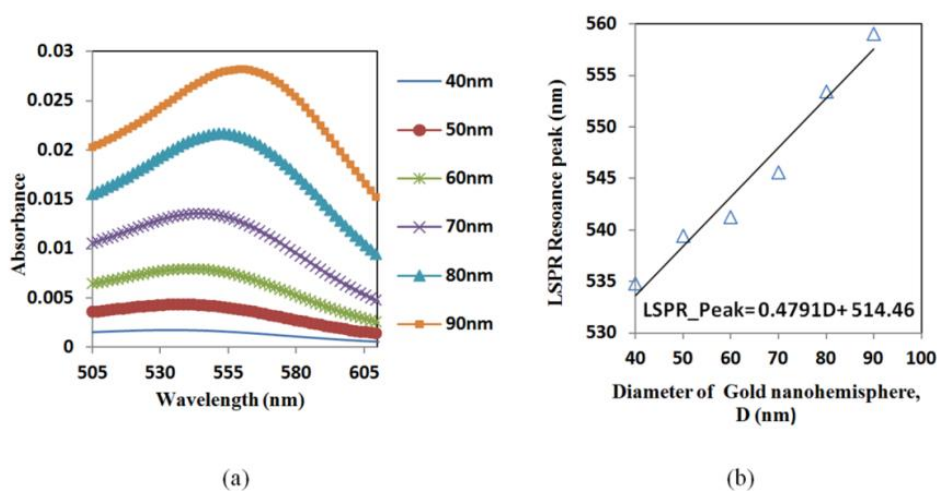 0.03
0.025
0.02
0.015
0.01
0.005
0
Absorbance
505 530 555 580 605
Wavelength (nm)
40nm
50nm
60nm
70nm
80nm
90nm
(a)
560
555
550
545
540
535
530
LSPR Resoance peak (nm)
LSPR_Peak= 0.4791D+ 514.46
40 50 60 70 80 90 100
Diameter of Gold nanohemisphere,
D (nm)
(b)